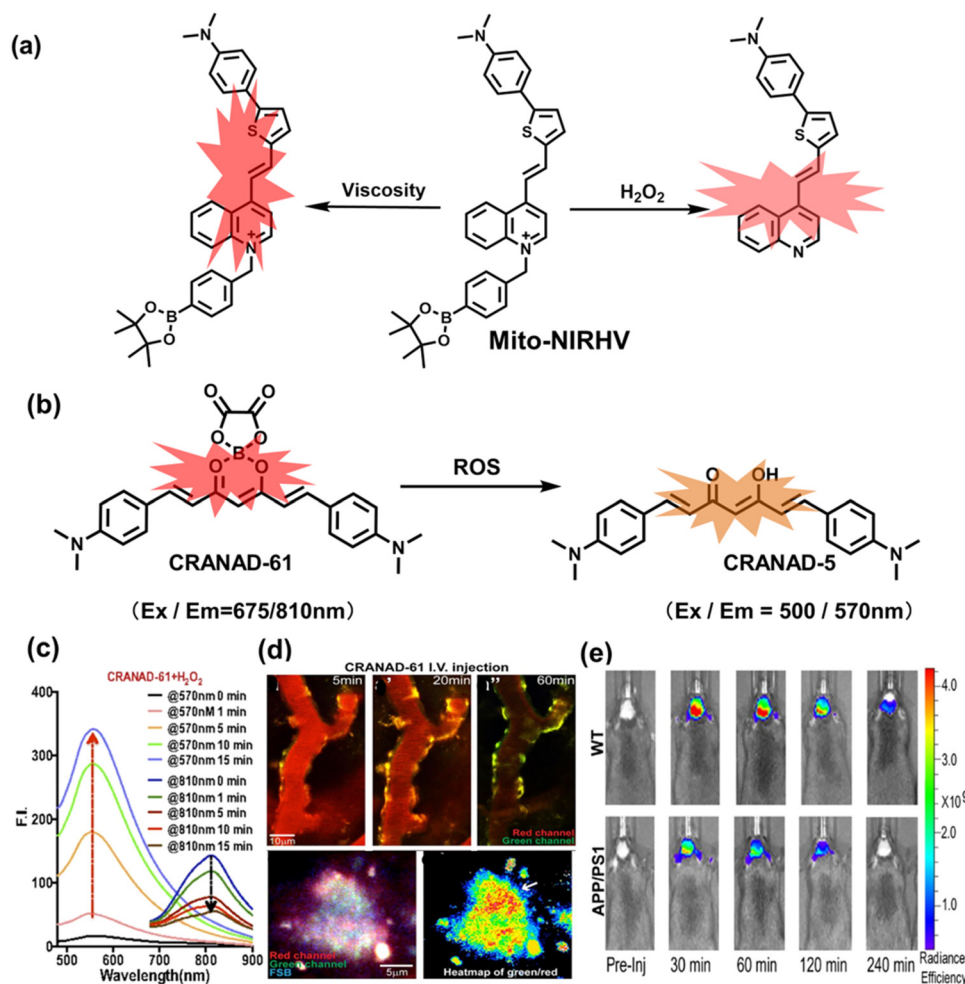 (a)
N
S
N
+
O
B
O
Viscosity
N
S
N
+
O
B
O
Mito-NIRHV
H2O2
N
S
N
(b)
O
O
O
O
B
O
O
N
N
CRANAD-61
(Ex / Em=675/810nm)
ROS
O
OH
N
N
CRANAD-5
(Ex / Em = 500 / 570nm)
(c)
CRANAD-61+H2O2
@570nm 0 min
@570nM 1 min
@570nm 5 min
@570nm 10 min
@570nm 15 min
@810nm 0 min
@810nm 1 min
@810nm 5 min
@810nm 10 min
@810nm 15 min
400
300
200
100
0
F.I.
500 600 700 800 900
Wavelength(nm)
(d)
CRANAD-61 I.V. injection
5min
20min
60min
10μm
Red channel
Green channel
Red channel
Green channel
FSB
5μm
Heatmap of green/red
(e)
WT
APP/PS1
Pre-Inj 30 min 60 min 120 min 240 min
4.0
3.0
X10⁹
2.0
1.0
Radiance
Efficiency